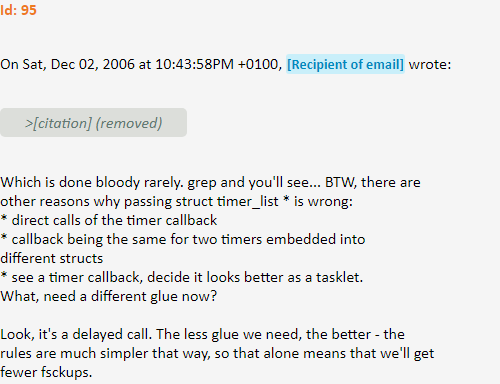 Id: 95
On Sat, Dec 02, 2006 at 10:43:58PM +0100, [Recipient of email] wrote:
>[citation] (removed)
Which is done bloody rarely. grep and you'll see... BTW, there are
other reasons why passing struct timer_list * is wrong:
* direct calls of the timer callback
* callback being the same for two timers embedded into
different structs
* see a timer callback, decide it looks better as a tasklet.
What, need a different glue now?
Look, it's a delayed call. The less glue we need, the better - the
rules are much simpler that way, so that alone means that we'll get
fewer fsckups.